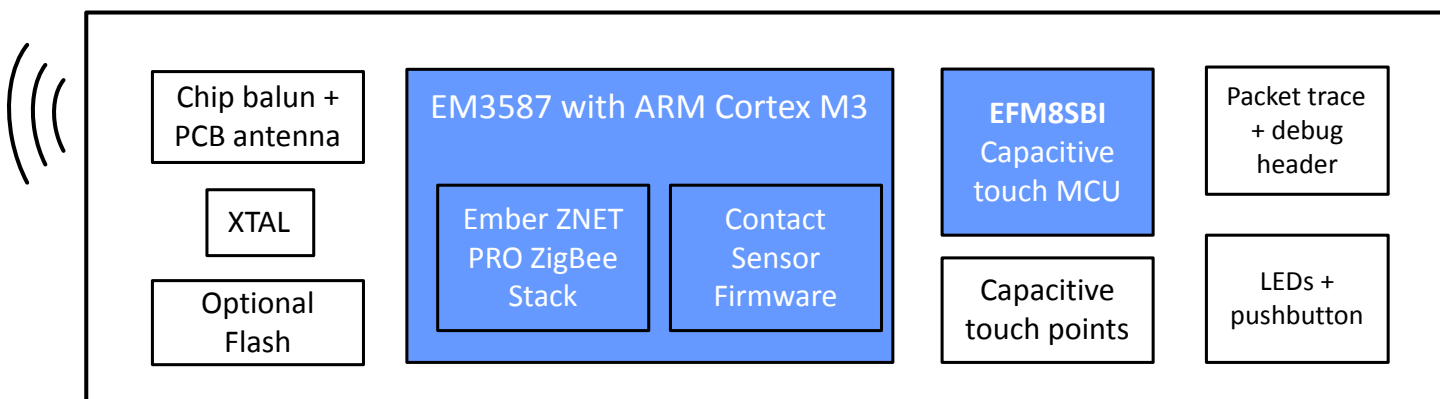 Chip balun +
PCB antenna
XTAL
Optional
Flash
EM3587 with ARM Cortex M3
Ember ZNET
PRO ZigBee
Stack
Contact
Sensor
Firmware
EFM8SBI
Capacitive
touch MCU
Capacitive
touch points
Packet trace
+ debug
header
LEDs +
pushbutton